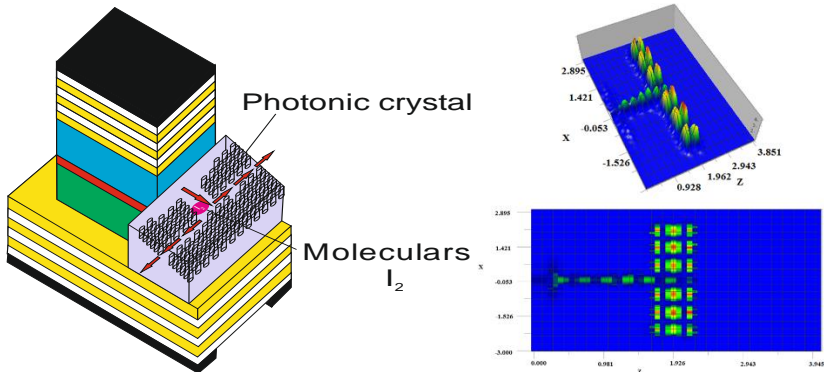 Photonic crystal
Moleculars
I2
2.895
1.421
-0.053
X
-1.526
0.928
1.962
Z
2.943
3.851
2.895
1.421
X
-0.053
-1.526
-3.000
0.000
0.981
1.926
2.943
3.945
z